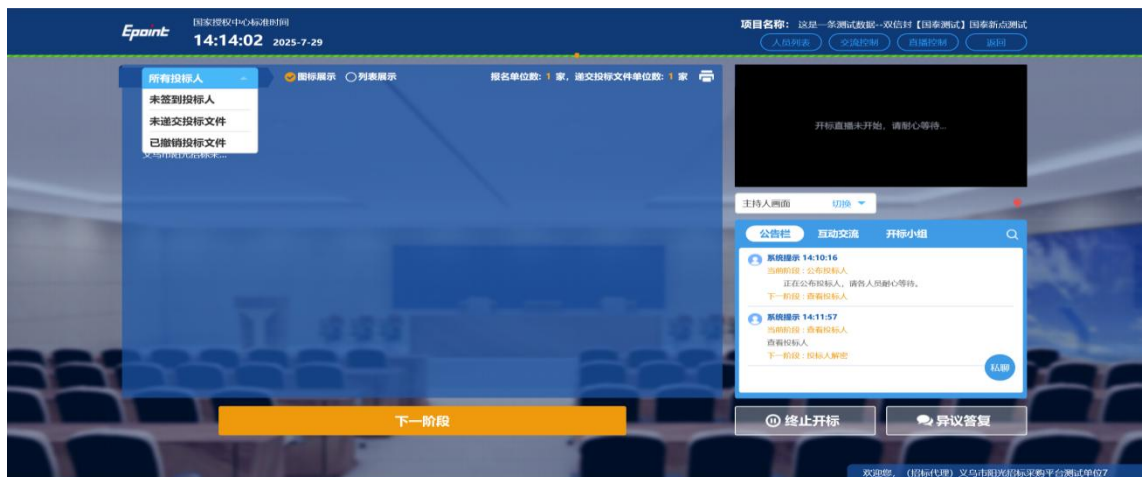 Epoint
国家授权中心标准时间
14:14:02 2025-7-29
项目名称： 这是一条测试数据--双信封【国泰测试】国泰新点测试
人员列表 交流控制 直播控制 返回
所有投标人 图标展示 列表展示 报名单位数: 1 家, 递交投标文件单位数: 1 家
未签到投标人
未递交投标文件
已撤销投标文件
义乌市阳光招标采...
开标直播未开始, 请耐心等待...
主持人画面 切换
公告栏 互动交流 开标小组
系统提示 14:10:16
当前阶段 : 公布投标人
正在公布投标人, 请各人员耐心等待。
下一阶段 : 查看投标人
系统提示 14:11:57
当前阶段 : 查看投标人
查看投标人
下一阶段 : 投标人解密
私聊
下一阶段
终止开标 异议答复
欢迎您, (招标代理) 义乌市阳光招标采购平台测试单位7